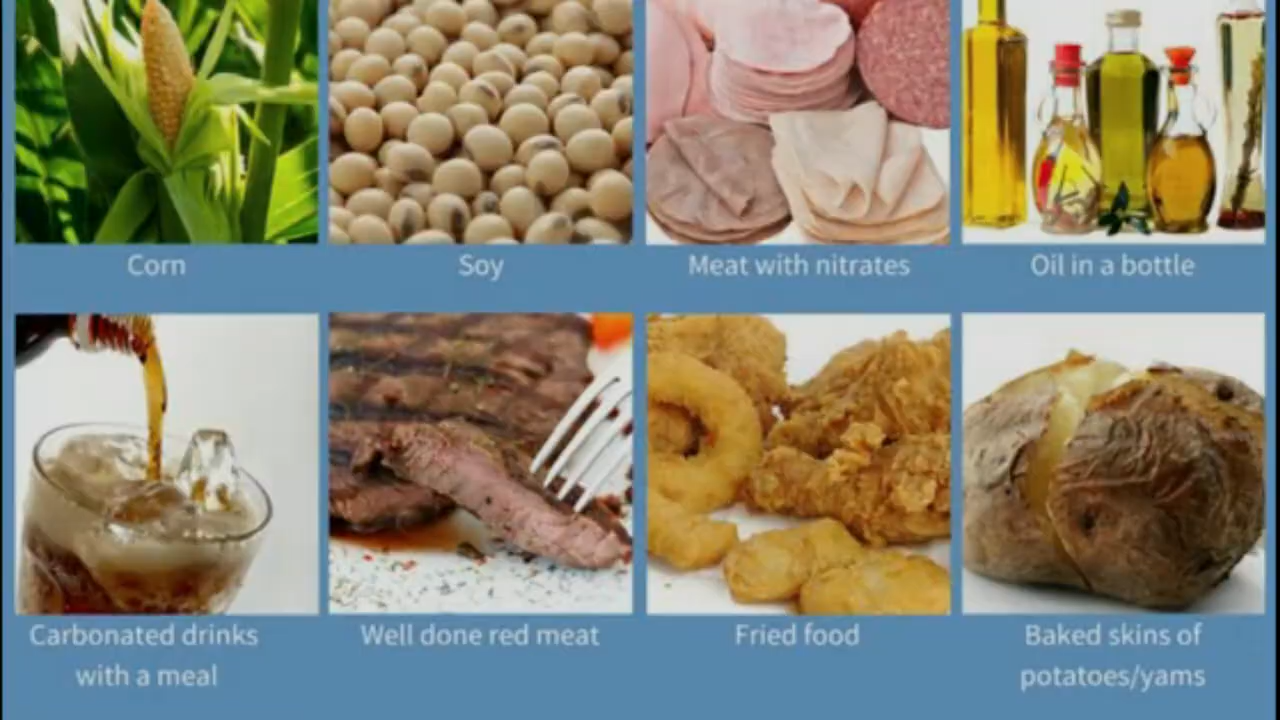 Corn
Soy
Meat with nitrates
Oil in a bottle
Carbonated drinks
with a meal
Well done red meat
Fried food
Baked skins of
potatoes/yams